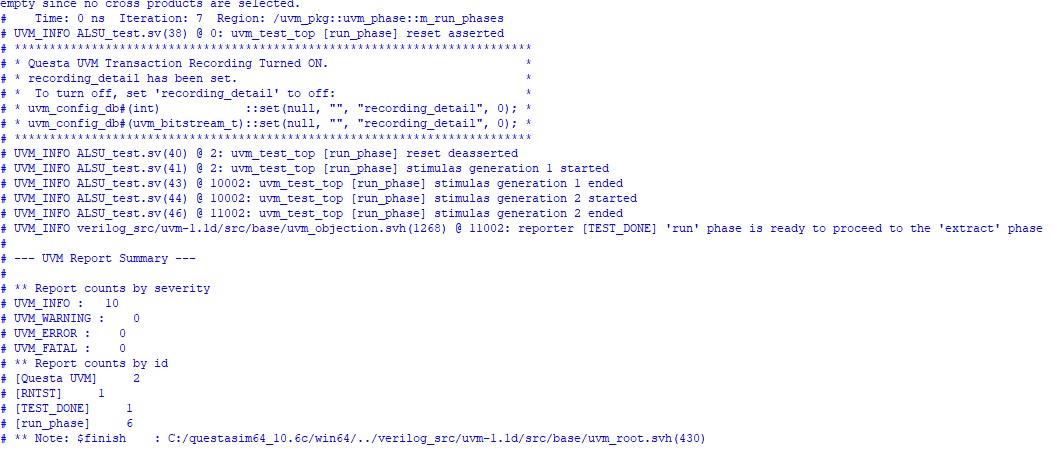 empty since no cross products are selected.
#    Time: 0 ns  Iteration: 7  Region: /uvm_pkg::uvm_phase::m_run_phases
# UVM_INFO ALSU_test.sv(38) @ 0: uvm_test_top [run_phase] reset asserted
# ***********************************************************************
# * Questa UVM Transaction Recording Turned ON.                         *
# * recording_detail has been set.                                      *
# *  To turn off, set 'recording_detail' to off:                        *
# * uvm_config_db#(int)            ::set(null, "", "recording_detail", 0); *
# * uvm_config_db#(uvm_bitstream_t)::set(null, "", "recording_detail", 0); *
# ***********************************************************************
# UVM_INFO ALSU_test.sv(40) @ 2: uvm_test_top [run_phase] reset deasserted
# UVM_INFO ALSU_test.sv(41) @ 2: uvm_test_top [run_phase] stimulas generation 1 started
# UVM_INFO ALSU_test.sv(43) @ 10002: uvm_test_top [run_phase] stimulas generation 1 ended
# UVM_INFO ALSU_test.sv(44) @ 10002: uvm_test_top [run_phase] stimulas generation 2 started
# UVM_INFO ALSU_test.sv(46) @ 11002: uvm_test_top [run_phase] stimulas generation 2 ended
# UVM_INFO verilog_src/uvm-1.1d/src/base/uvm_objection.svh(1268) @ 11002: reporter [TEST_DONE] 'run' phase is ready to proceed to the 'extract' phase
#
# --- UVM Report Summary ---
#
# ** Report counts by severity
# UVM_INFO :   10
# UVM_WARNING :    0
# UVM_ERROR :    0
# UVM_FATAL :    0
# ** Report counts by id
# [Questa UVM]     2
# [RNTST]     1
# [TEST_DONE]     1
# [run_phase]     6
# ** Note: $finish    : C:/questasim64_10.6c/win64/../verilog_src/uvm-1.1d/src/base/uvm_root.svh(430)